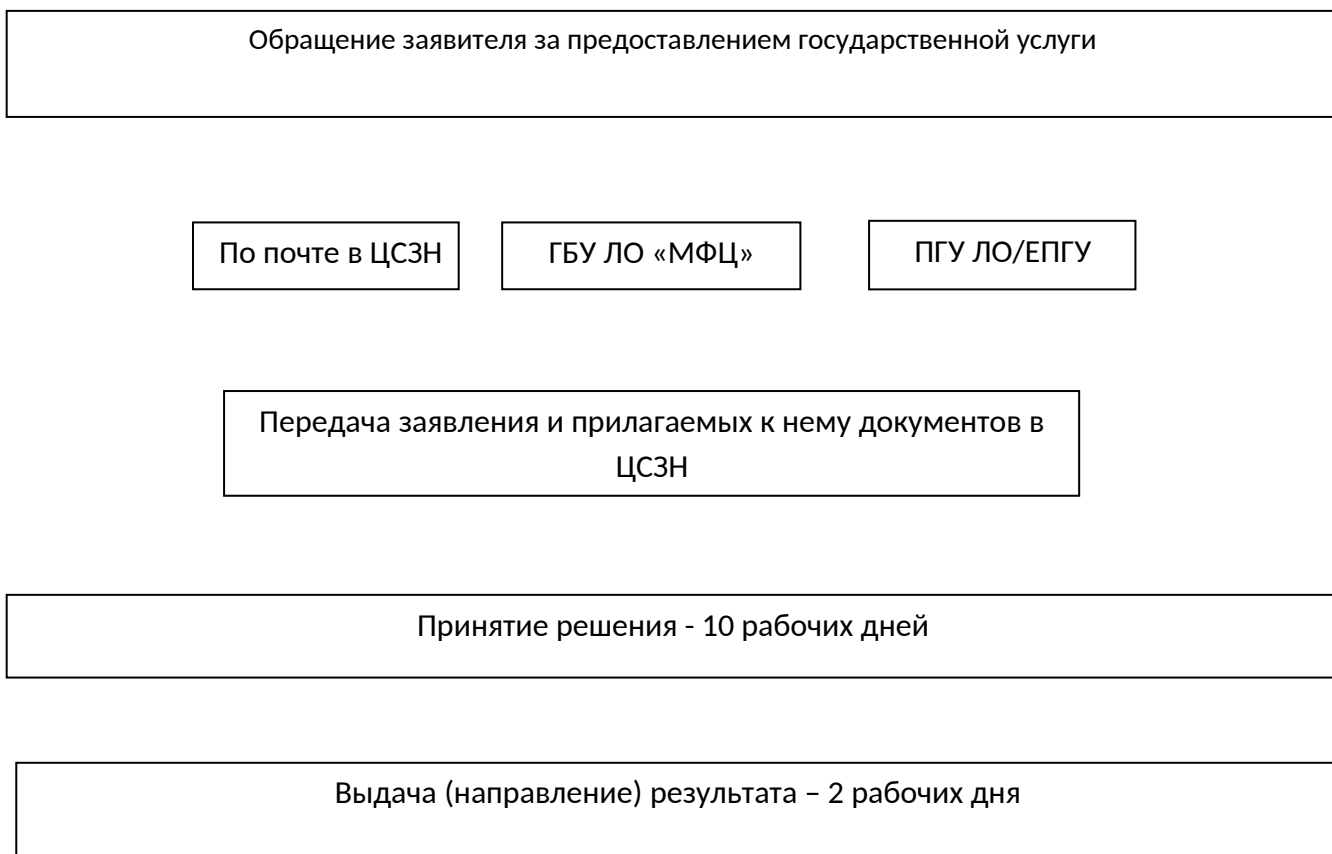 Обращение заявителя за предоставлением государственной услуги
По почте в ЦСЗН
ГБУ ЛО «МФЦ»
ПГУ ЛО/ЕПГУ
Передача заявления и прилагаемых к нему документов в
ЦСЗН
Принятие решения - 10 рабочих дней
Выдача (направление) результата – 2 рабочих дня